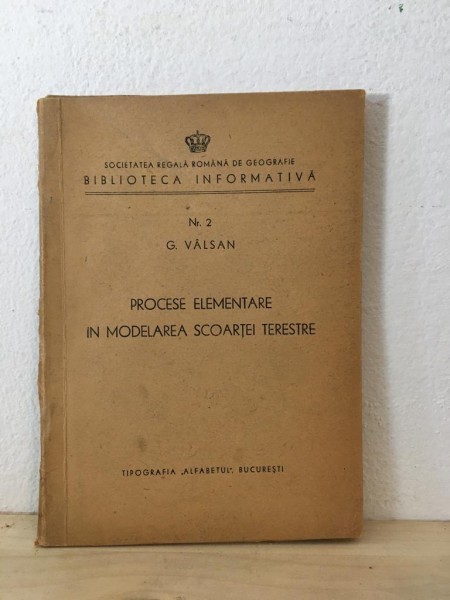 SOCIETATEA REGALĂ ROMÂNĂ DE GEOGRAFIE
BIBLIOTECA INFORMATIVĂ
Nr. 2
G. VÂLSAN
PROCESE ELEMENTARE
IN MODELAREA SCOARȚEI TERESTRE
TIPOGRAFIA „ALFABETUL”, BUCUREȘTI